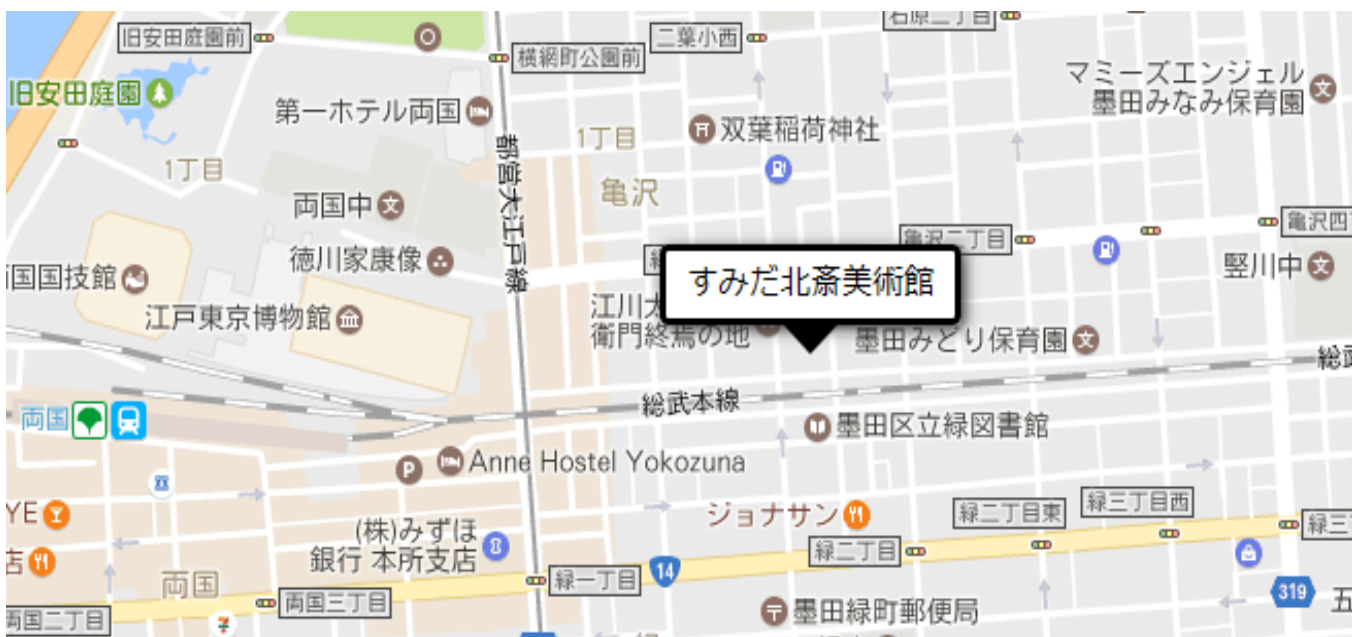 石原二丁目
旧安田庭園前
二葉小西
横網町公園前
マミーズエンジェル
墨田みなみ保育園
旧安田庭園
第一ホテル両国
1丁目
双葉稲荷神社
1丁目
都営大江戸線
亀沢
両国中
亀沢四
亀沢二丁目
徳川家康像
竪川中
国国技館
すみだ北斎美術館
江戸東京博物館
江川太
衛門終焉の地
墨田みどり保育園
総武
総武本線
両国
墨田区立緑図書館
P
Anne Hostel Yokozuna
YE
ジョナサン
緑二丁目東
緑三丁目西
緑三
(株)みずほ
銀行 本所支店
緑二丁目
店
両国
緑一丁目
14
両国三丁目
319
五
両国二丁目
墨田緑町郵便局